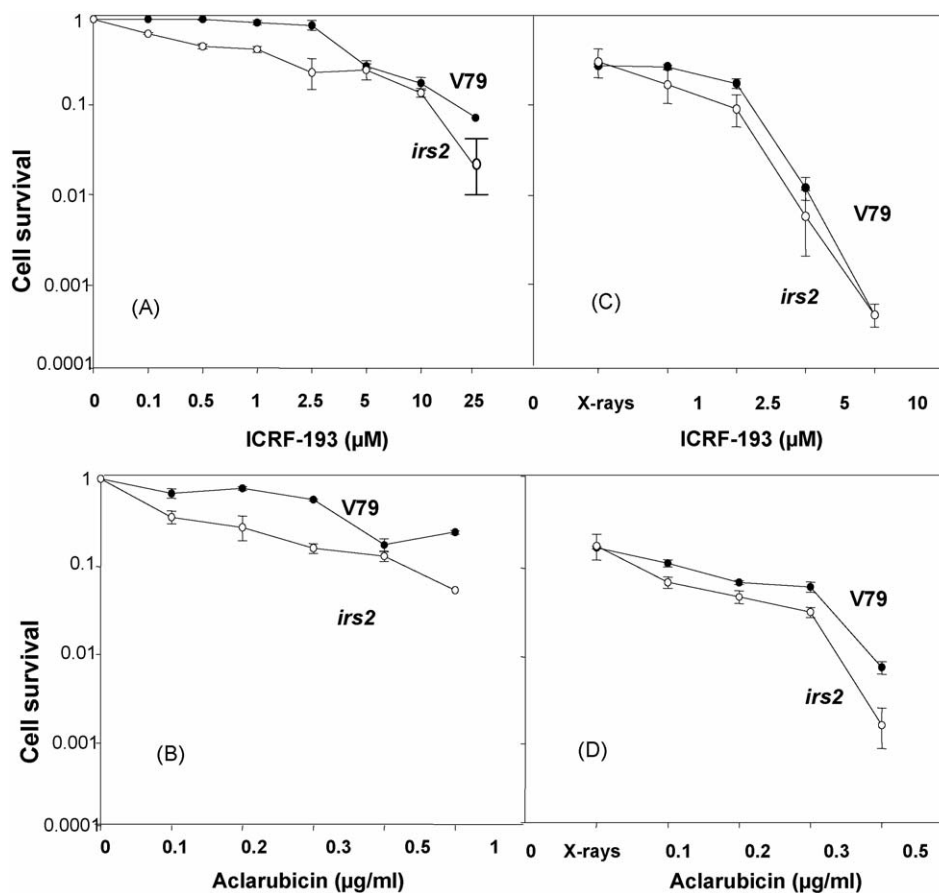 1
0.1
0.01
0.001
0.0001
Cell survival
V79
irs2
(A)
0 0.1 0.5 1 2.5 5 10 25
ICRF-193 (µM)
V79
irs2
(C)
0 X-rays 1 2.5 5 10
ICRF-193 (µM)
1
0.1
0.01
0.001
0.0001
Cell survival
V79
irs2
(B)
0 0.1 0.2 0.3 0.5 1
Aclarubicin (µg/ml)
V79
irs2
(D)
0 X-rays 0.1 0.2 0.3 0.5
Aclarubicin (µg/ml)